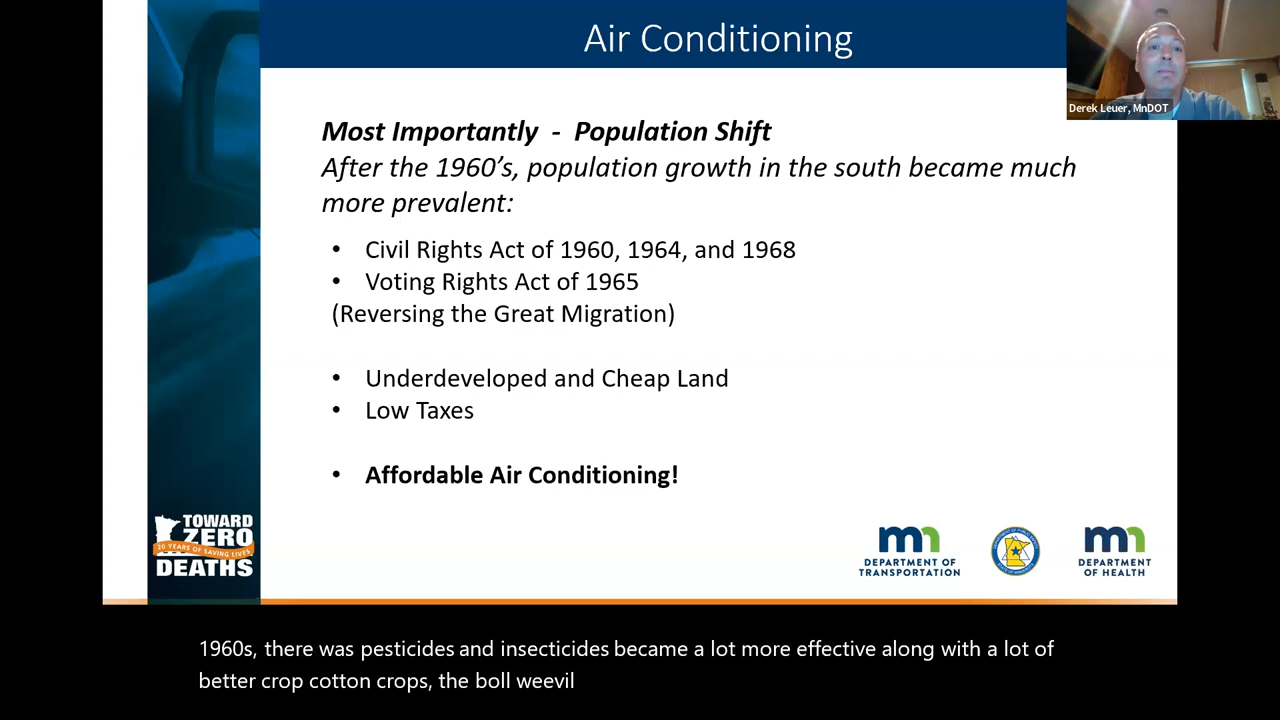 Air Conditioning
Derek Leuer, MnDOT
Most Importantly - Population Shift
After the 1960's, population growth in the south became much
more prevalent:
• Civil Rights Act of 1960, 1964, and 1968
• Voting Rights Act of 1965
(Reversing the Great Migration)
• Underdeveloped and Cheap Land
• Low Taxes
• Affordable Air Conditioning!
TOWARD
ZERO
20 YEARS OF SAVING LIVES
DEATHS
mn
DEPARTMENT OF
TRANSPORTATION
mn
DEPARTMENT
OF HEALTH
1960s, there was pesticides and insecticides became a lot more effective along with a lot of
better crop cotton crops, the boll weevil